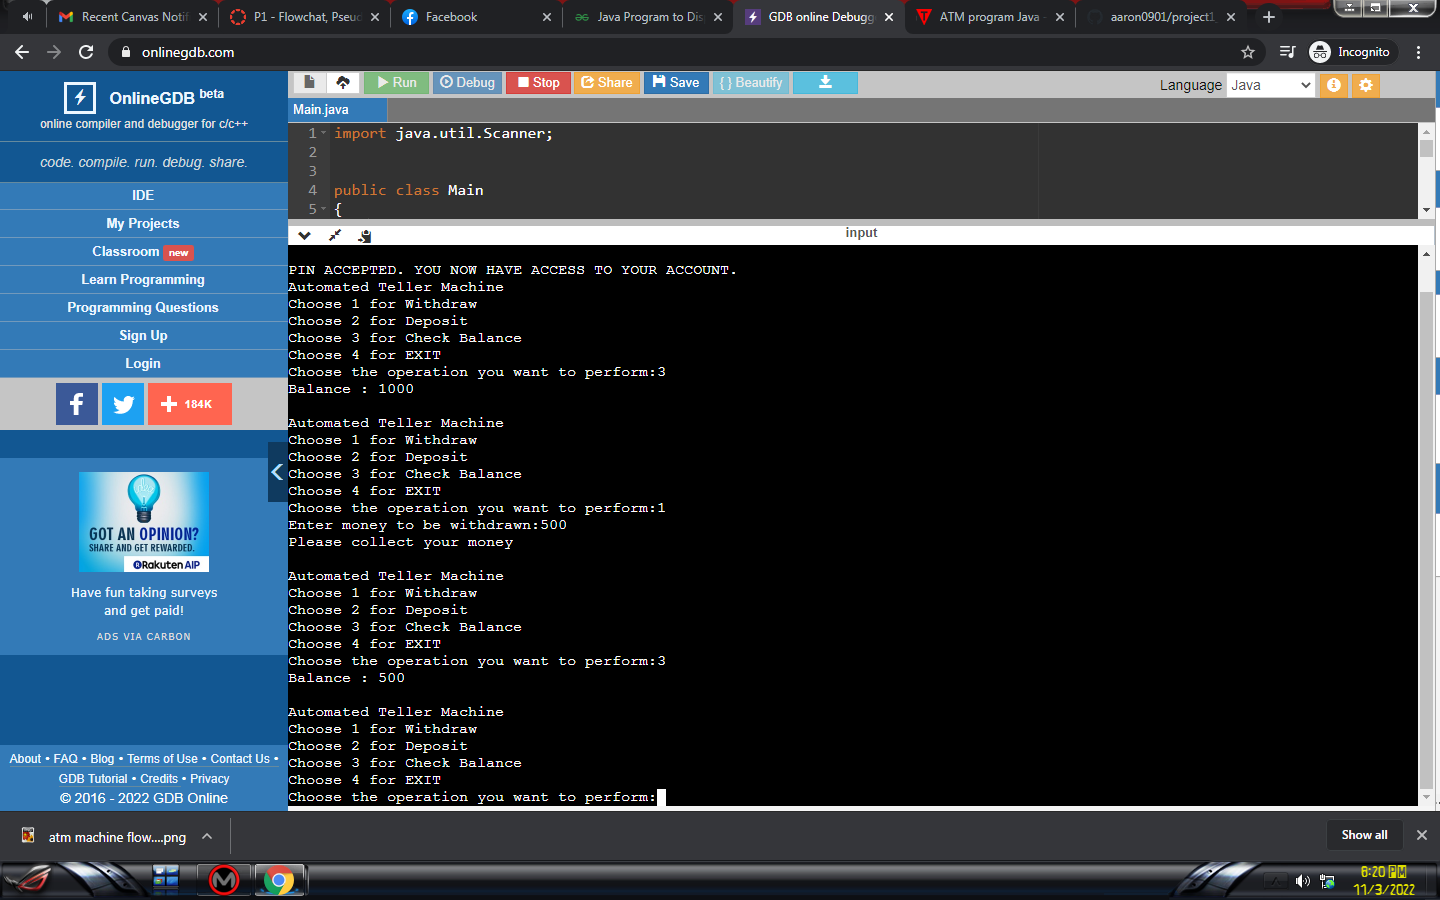 Recent Canvas Notif
P1 - Flowchat, Pseud
Facebook
Java Program to Dis
GDB online Debugg
ATM program Java
aaron0901/project1
onlinegdb.com
Incognito
OnlineGDB beta
online compiler and debugger for c/c++
code. compile. run. debug. share.
IDE
My Projects
Classroom new
Learn Programming
Programming Questions
Sign Up
Login
184K
GOT AN OPINION?
SHARE AND GET REWARDED.
Rakuten AIP
Have fun taking surveys
and get paid!
ADS VIA CARBON
About • FAQ • Blog • Terms of Use • Contact Us •
GDB Tutorial • Credits • Privacy
© 2016 - 2022 GDB Online
Run Debug Stop Share Save { } Beautify
Language Java
Main.java
1 import java.util.Scanner;
2
3
4 public class Main
5 {
input
PIN ACCEPTED. YOU NOW HAVE ACCESS TO YOUR ACCOUNT.
Automated Teller Machine
Choose 1 for Withdraw
Choose 2 for Deposit
Choose 3 for Check Balance
Choose 4 for EXIT
Choose the operation you want to perform:3
Balance : 1000
Automated Teller Machine
Choose 1 for Withdraw
Choose 2 for Deposit
Choose 3 for Check Balance
Choose 4 for EXIT
Choose the operation you want to perform:1
Enter money to be withdrawn:500
Please collect your money
Automated Teller Machine
Choose 1 for Withdraw
Choose 2 for Deposit
Choose 3 for Check Balance
Choose 4 for EXIT
Choose the operation you want to perform:3
Balance : 500
Automated Teller Machine
Choose 1 for Withdraw
Choose 2 for Deposit
Choose 3 for Check Balance
Choose 4 for EXIT
Choose the operation you want to perform:
atm machine flow....png
Show all
6:20 PM
11/3/2022